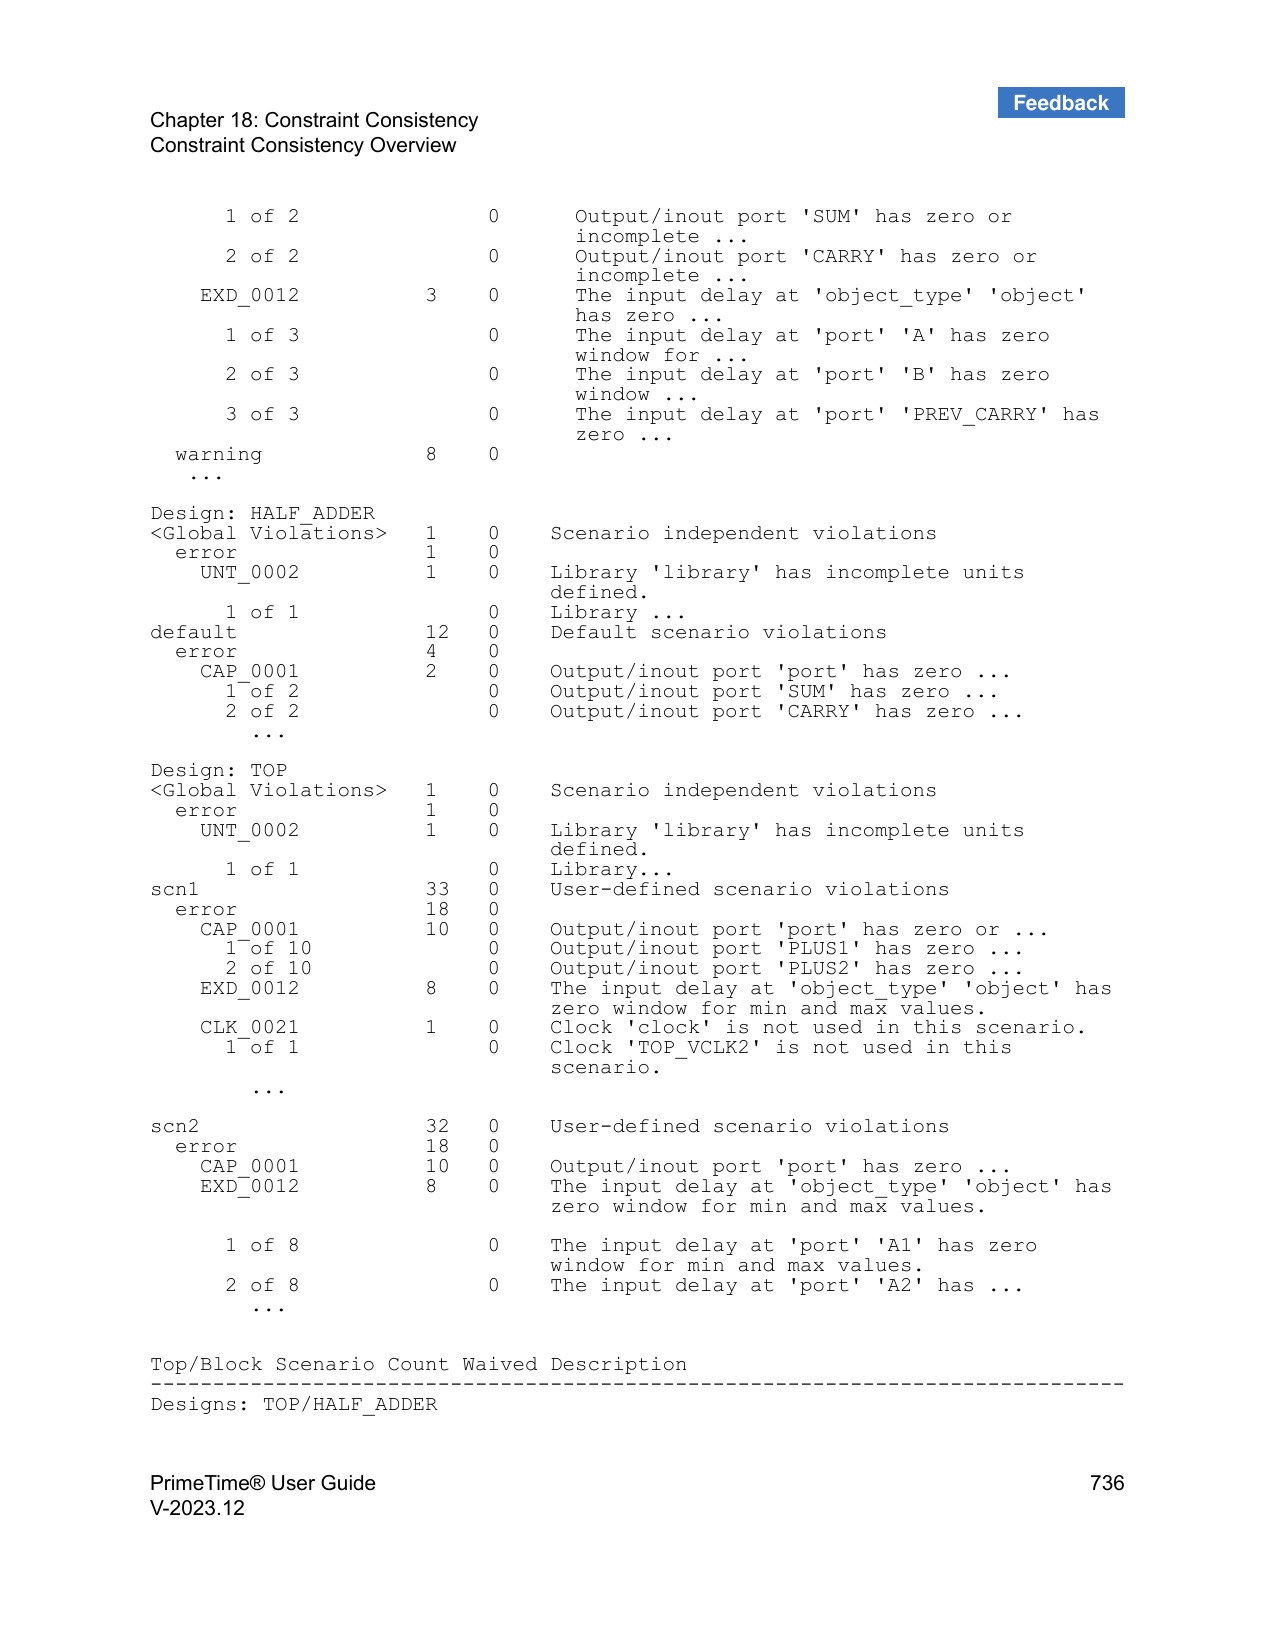 Feedback
Chapter 18: Constraint Consistency
Constraint Consistency Overview
      1 of 2               0      Output/inout port 'SUM' has zero or
                                  incomplete ...
      2 of 2               0      Output/inout port 'CARRY' has zero or
                                  incomplete ...
    EXD_0012          3    0      The input delay at 'object_type' 'object'
                                  has zero ...
      1 of 3               0      The input delay at 'port' 'A' has zero
                                  window for ...
      2 of 3               0      The input delay at 'port' 'B' has zero
                                  window ...
      3 of 3               0      The input delay at 'port' 'PREV_CARRY' has
                                  zero ...
  warning             8    0
   ...
Design: HALF_ADDER
<Global Violations>   1    0    Scenario independent violations
  error               1    0
    UNT_0002          1    0    Library 'library' has incomplete units
                                defined.
      1 of 1               0    Library ...
default               12   0    Default scenario violations
  error               4    0
    CAP_0001          2    0    Output/inout port 'port' has zero ...
      1 of 2               0    Output/inout port 'SUM' has zero ...
      2 of 2               0    Output/inout port 'CARRY' has zero ...
        ...
Design: TOP
<Global Violations>   1    0    Scenario independent violations
  error               1    0
    UNT_0002          1    0    Library 'library' has incomplete units
                                defined.
      1 of 1               0    Library...
scn1                  33   0    User-defined scenario violations
  error               18   0
    CAP_0001          10   0    Output/inout port 'port' has zero or ...
      1 of 10              0    Output/inout port 'PLUS1' has zero ...
      2 of 10              0    Output/inout port 'PLUS2' has zero ...
    EXD_0012          8    0    The input delay at 'object_type' 'object' has
                                zero window for min and max values.
    CLK_0021          1    0    Clock 'clock' is not used in this scenario.
      1 of 1               0    Clock 'TOP_VCLK2' is not used in this
                                scenario.
        ...
scn2                  32   0    User-defined scenario violations
  error               18   0
    CAP_0001          10   0    Output/inout port 'port' has zero ...
    EXD_0012          8    0    The input delay at 'object_type' 'object' has
                                zero window for min and max values.
      1 of 8               0    The input delay at 'port' 'A1' has zero
                                window for min and max values.
      2 of 8               0    The input delay at 'port' 'A2' has ...
        ...
Top/Block Scenario Count Waived Description
------------------------------------------------------------------------------
Designs: TOP/HALF_ADDER
PrimeTime® User Guide 736
V-2023.12